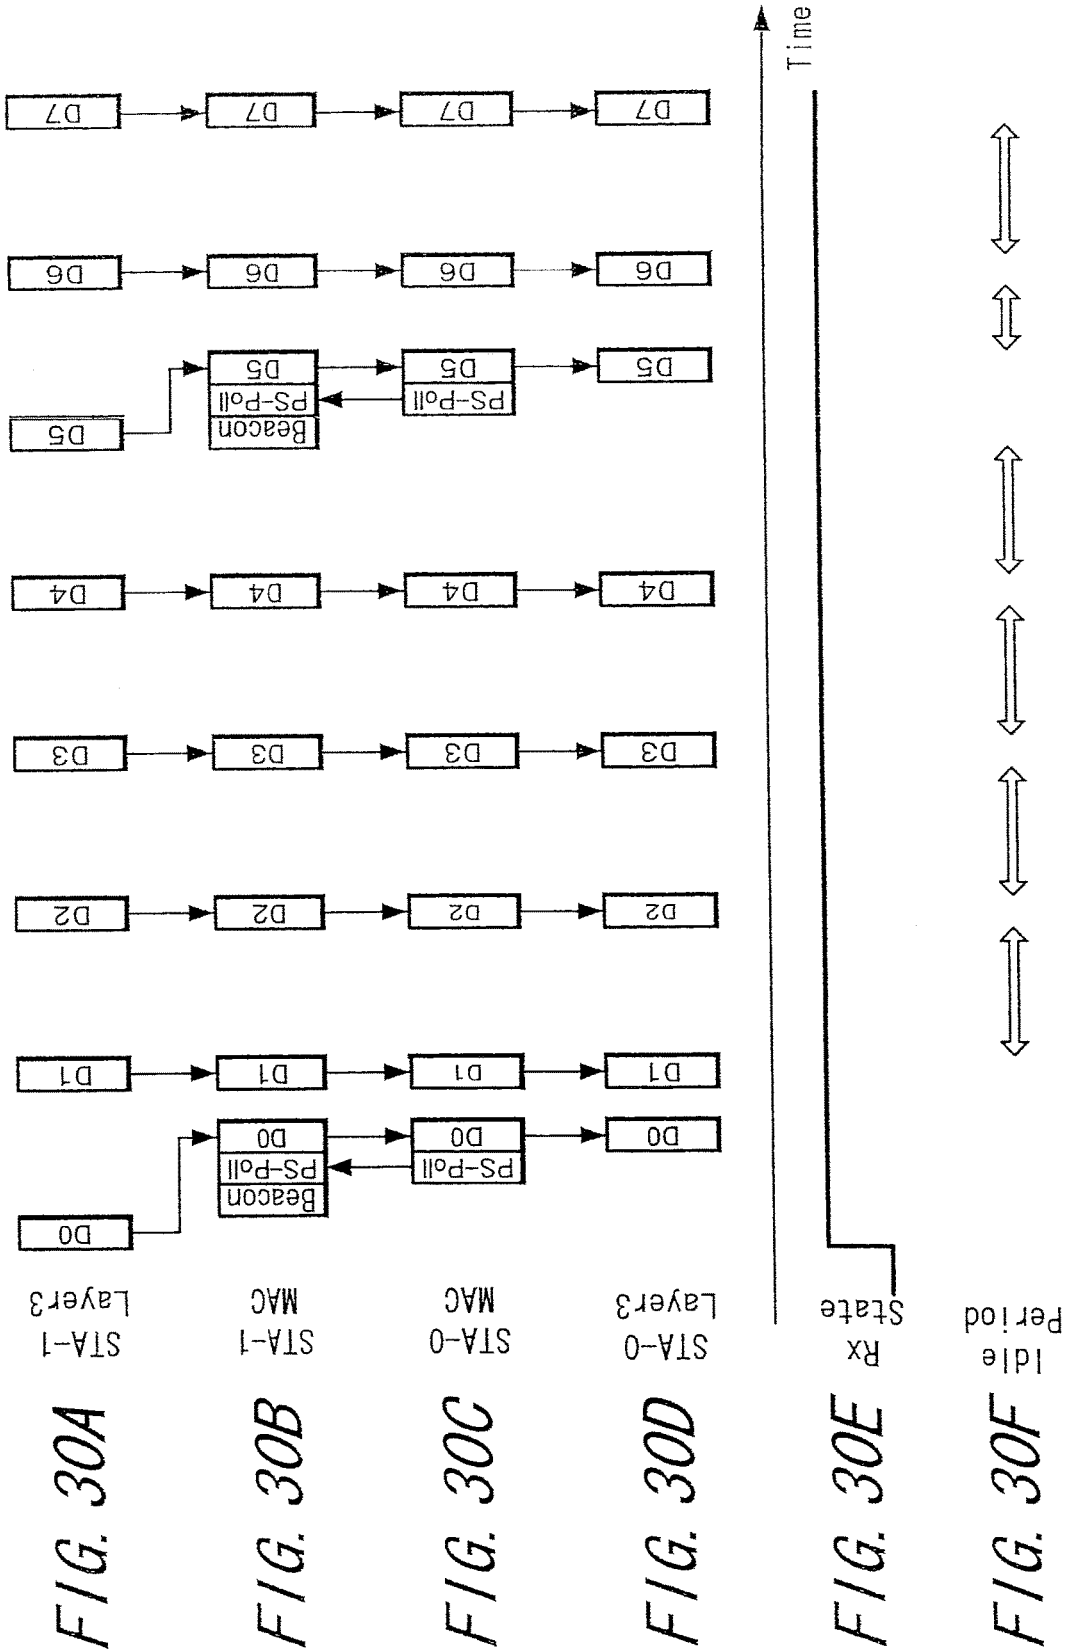 FIG. 30A
STA-1
Layer3
D0
D1
D2
D3
D4
D5
D6
D7
FIG. 30B
STA-1
MAC
Beacon
PS-Poll
D0
D1
D2
D3
D4
Beacon
PS-Poll
D5
D6
D7
FIG. 30C
STA-0
MAC
PS-Poll
D0
D1
D2
D3
D4
PS-Poll
D5
D6
D7
FIG. 30D
STA-0
Layer3
D0
D1
D2
D3
D4
D5
D6
D7
Time
FIG. 30E
Rx
State
FIG. 30F
Idle
Period